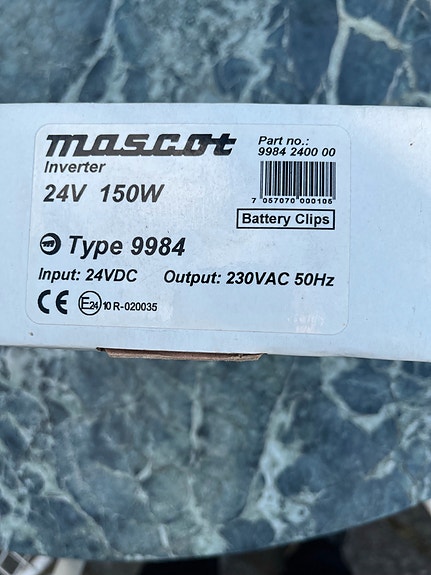 mascot
Inverter
24V 150W
Part no.:
9984 2400 00
7 057070 000105
Battery Clips
Type 9984
Input: 24VDC Output: 230VAC 50Hz
CE E24 10 R-020035